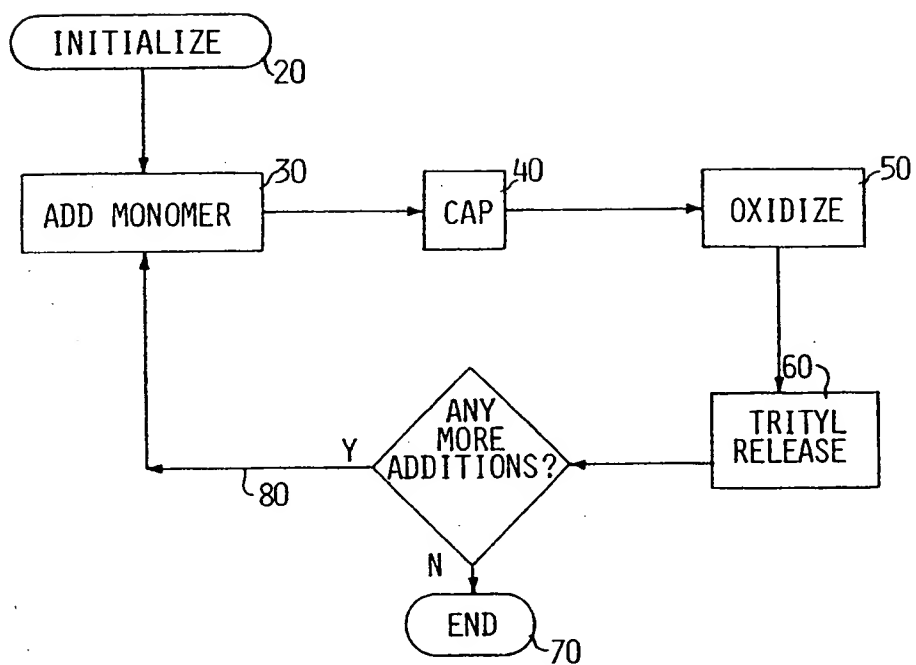 INITIALIZE
20
30
ADD MONOMER
40
CAP
50
OXIDIZE
60
TRITYL
RELEASE
ANY
MORE
ADDITIONS?
Y
80
N
END
70